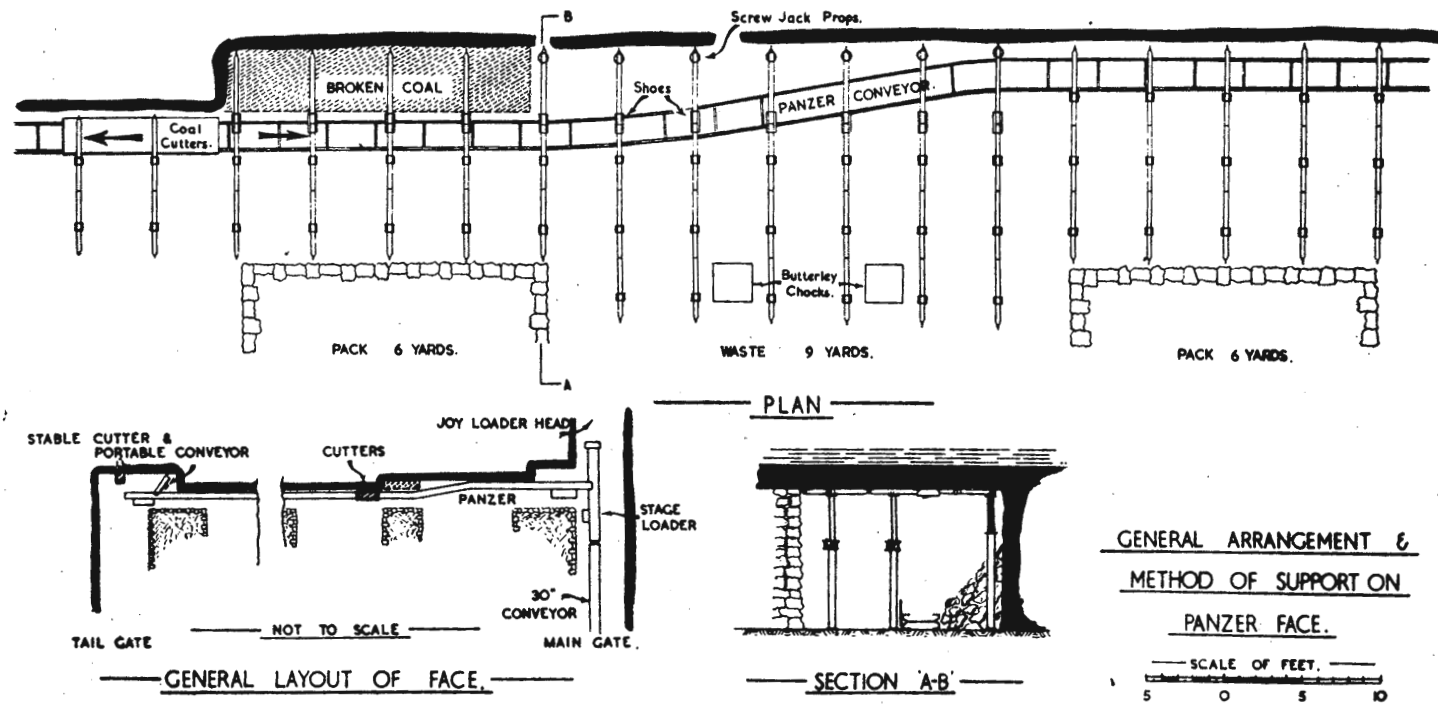 B
Screw Jack Props.
BROKEN COAL
Shoes
PANZER CONVEYOR.
Coal
Cutters.
Butterley
Chocks.
PACK 6 YARDS.
WASTE 9 YARDS.
PACK 6 YARDS.
A
PLAN
JOY LOADER HEAD
STABLE CUTTER &
PORTABLE CONVEYOR
CUTTERS
PANZER
STAGE
LOADER
30"
CONVEYOR
NOT TO SCALE
TAIL GATE
MAIN GATE.
GENERAL LAYOUT OF FACE.
SECTION 'A-B'
GENERAL ARRANGEMENT &
METHOD OF SUPPORT ON
PANZER FACE.
SCALE OF FEET.
5 0 5 10